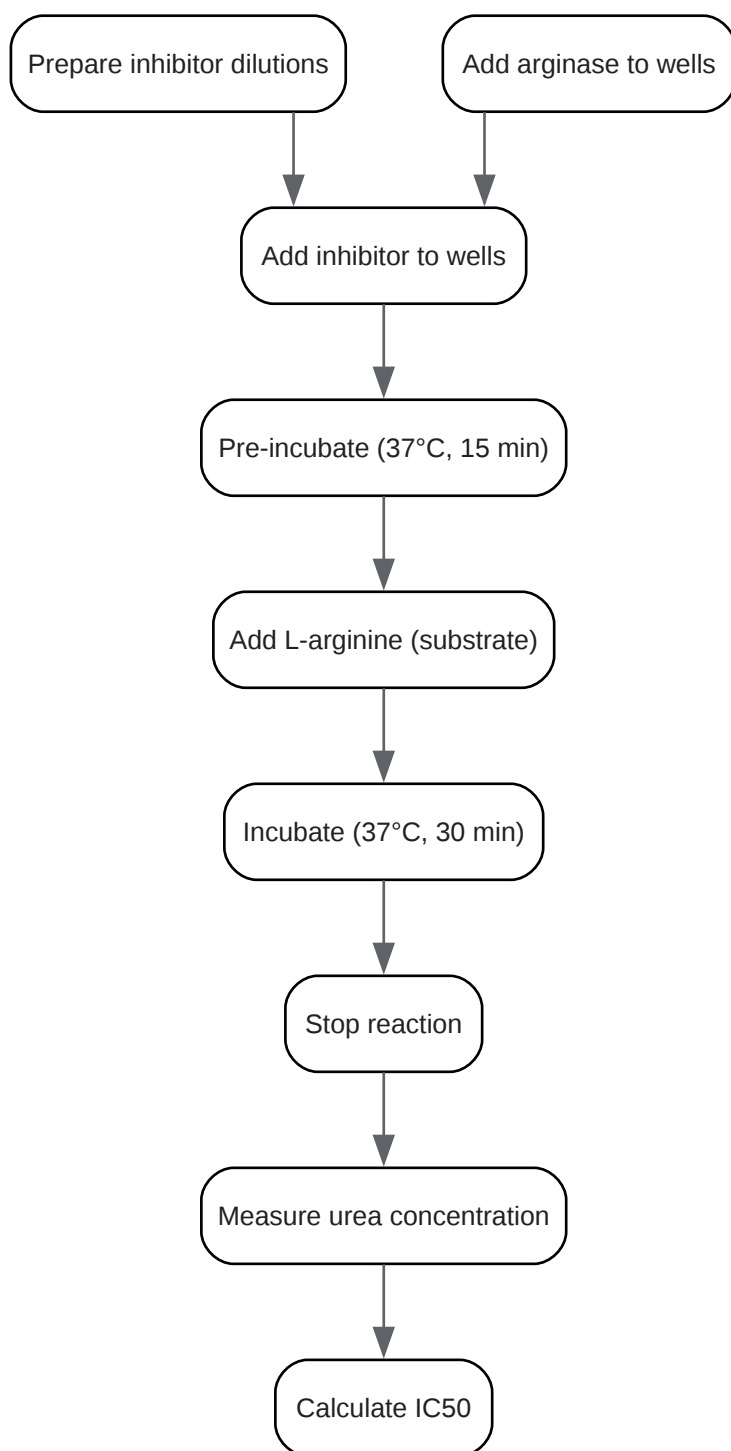 Prepare inhibitor dilutions
Add arginase to wells
Add inhibitor to wells
Pre-incubate (37°C, 15 min)
Add L-arginine (substrate)
Incubate (37°C, 30 min)
Stop reaction
Measure urea concentration
Calculate IC50